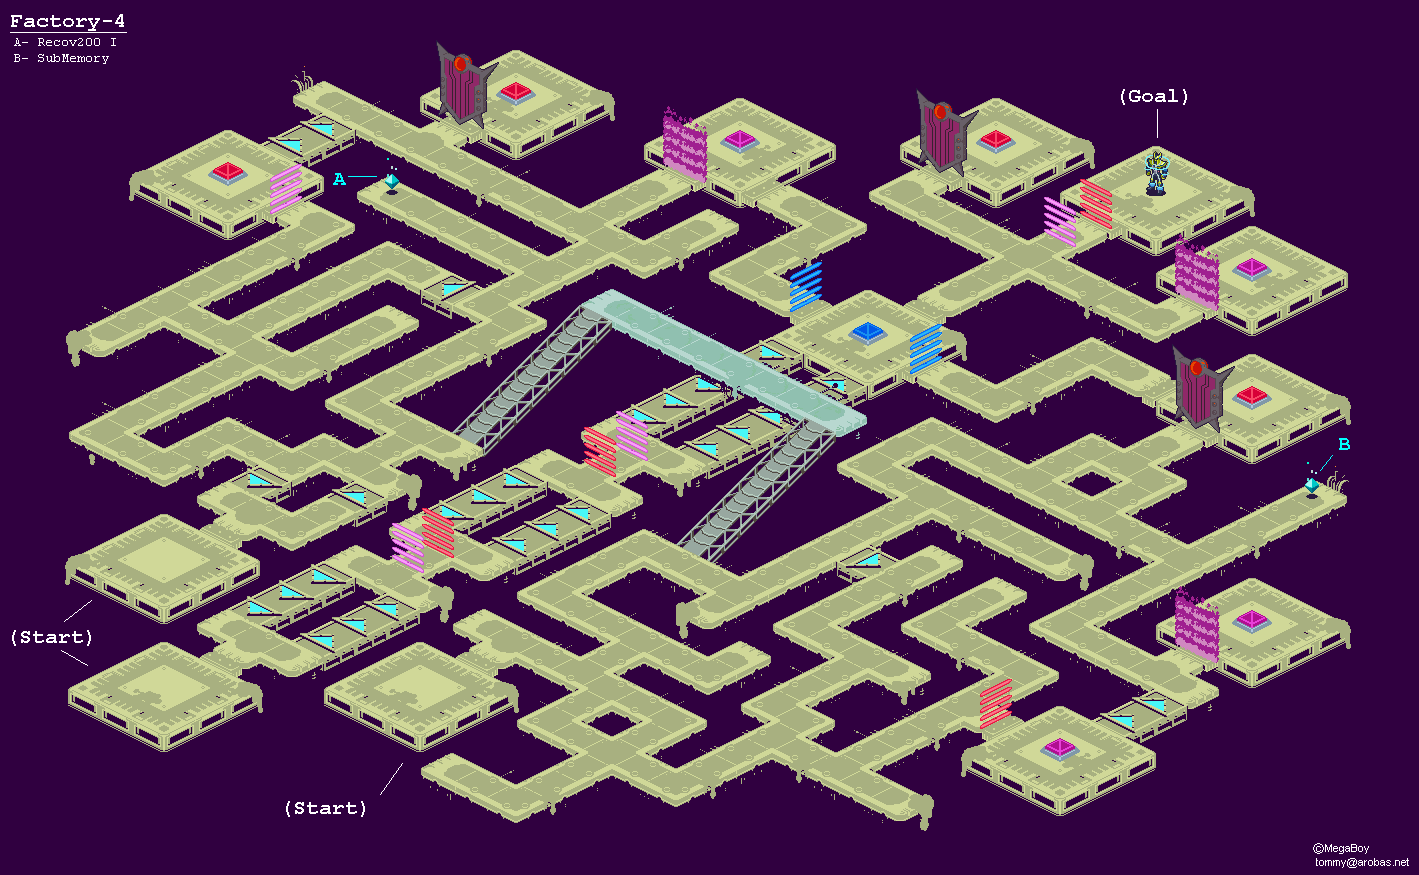 Factory-4
A- Recov200 I
B- SubMemory
(Goal)
A
B
(Start)
(Start)
©MegaBoy
tommy@arobas.net